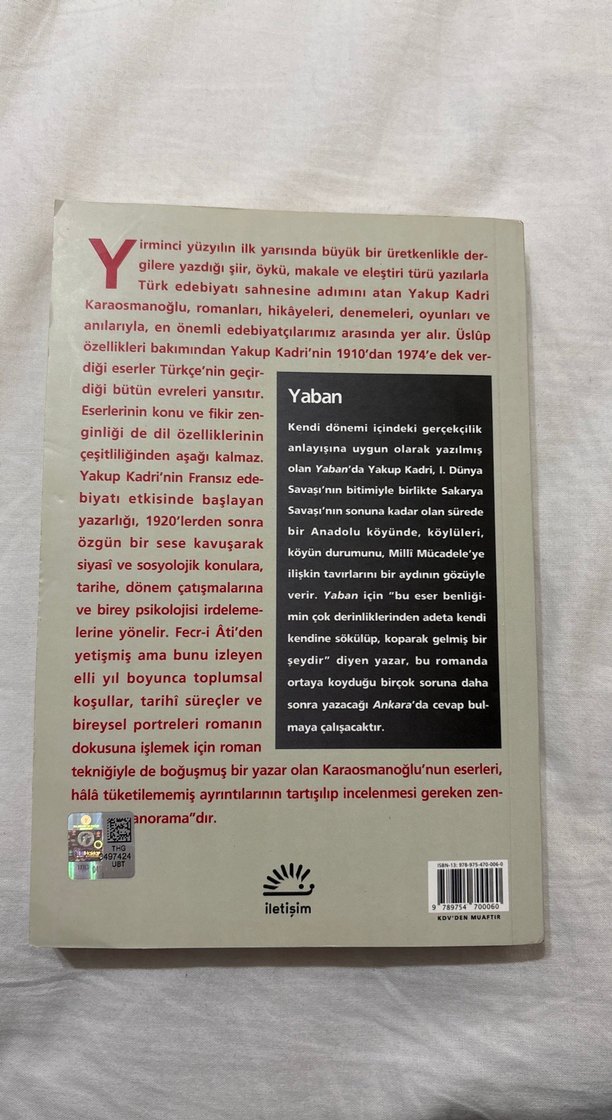 Yirminci yüzyılın ilk yarısında büyük bir üretkenlikle der-
gilere yazdığı şiir, öykü, makale ve eleştiri türü yazılarla
Türk edebiyatı sahnesine adımını atan Yakup Kadri
Karaosmanoğlu, romanları, hikâyeleri, denemeleri, oyunları ve
anılarıyla, en önemli edebiyatçılarımız arasında yer alır. Üslûp
özellikleri bakımından Yakup Kadri'nin 1910'dan 1974'e dek ver-
diği eserler Türkçe'nin geçir-
diği bütün evreleri yansıtır.
Eserlerinin konu ve fikir zen-
ginliği de dil özelliklerinin
çeşitliliğinden aşağı kalmaz.
Yakup Kadri'nin Fransız ede-
biyatı etkisinde başlayan
yazarlığı, 1920'lerden sonra
özgün bir sese kavuşarak
siyasî ve sosyolojik konulara,
tarihe, dönem çatışmalarına
ve birey psikolojisi irdeleme-
lerine yönelir. Fecr-i Âti'den
yetişmiş ama bunu izleyen
elli yıl boyunca toplumsal
koşullar, tarihî süreçler ve
bireysel portreleri romanın
dokusuna işlemek için roman
tekniğiyle de boğuşmuş bir yazar olan Karaosmanoğlu'nun eserleri,
hâlâ tüketilememiş ayrıntılarının tartışılıp incelenmesi gereken zen-
anorama"dır.
Yaban
Kendi dönemi içindeki gerçekçilik
anlayışına uygun olarak yazılmış
olan Yaban'da Yakup Kadri, I. Dünya
Savaşı'nın bitimiyle birlikte Sakarya
Savaşı'nın sonuna kadar olan sürede
bir Anadolu köyünde, köylüleri,
köyün durumunu, Millî Mücadele'ye
ilişkin tavırlarını bir aydının gözüyle
verir. Yaban için "bu eser benliği-
min çok derinliklerinden adeta kendi
kendine sökülüp, koparak gelmiş bir
şeydir" diyen yazar, bu romanda
ortaya koyduğu birçok soruna daha
sonra yazacağı Ankara'da cevap bul-
maya çalışacaktır.
THG
0497424
UBT
iletişim
ISBN-13: 978-975-470-006-0
9 789754 700060
KDV'DEN MUAFTIR